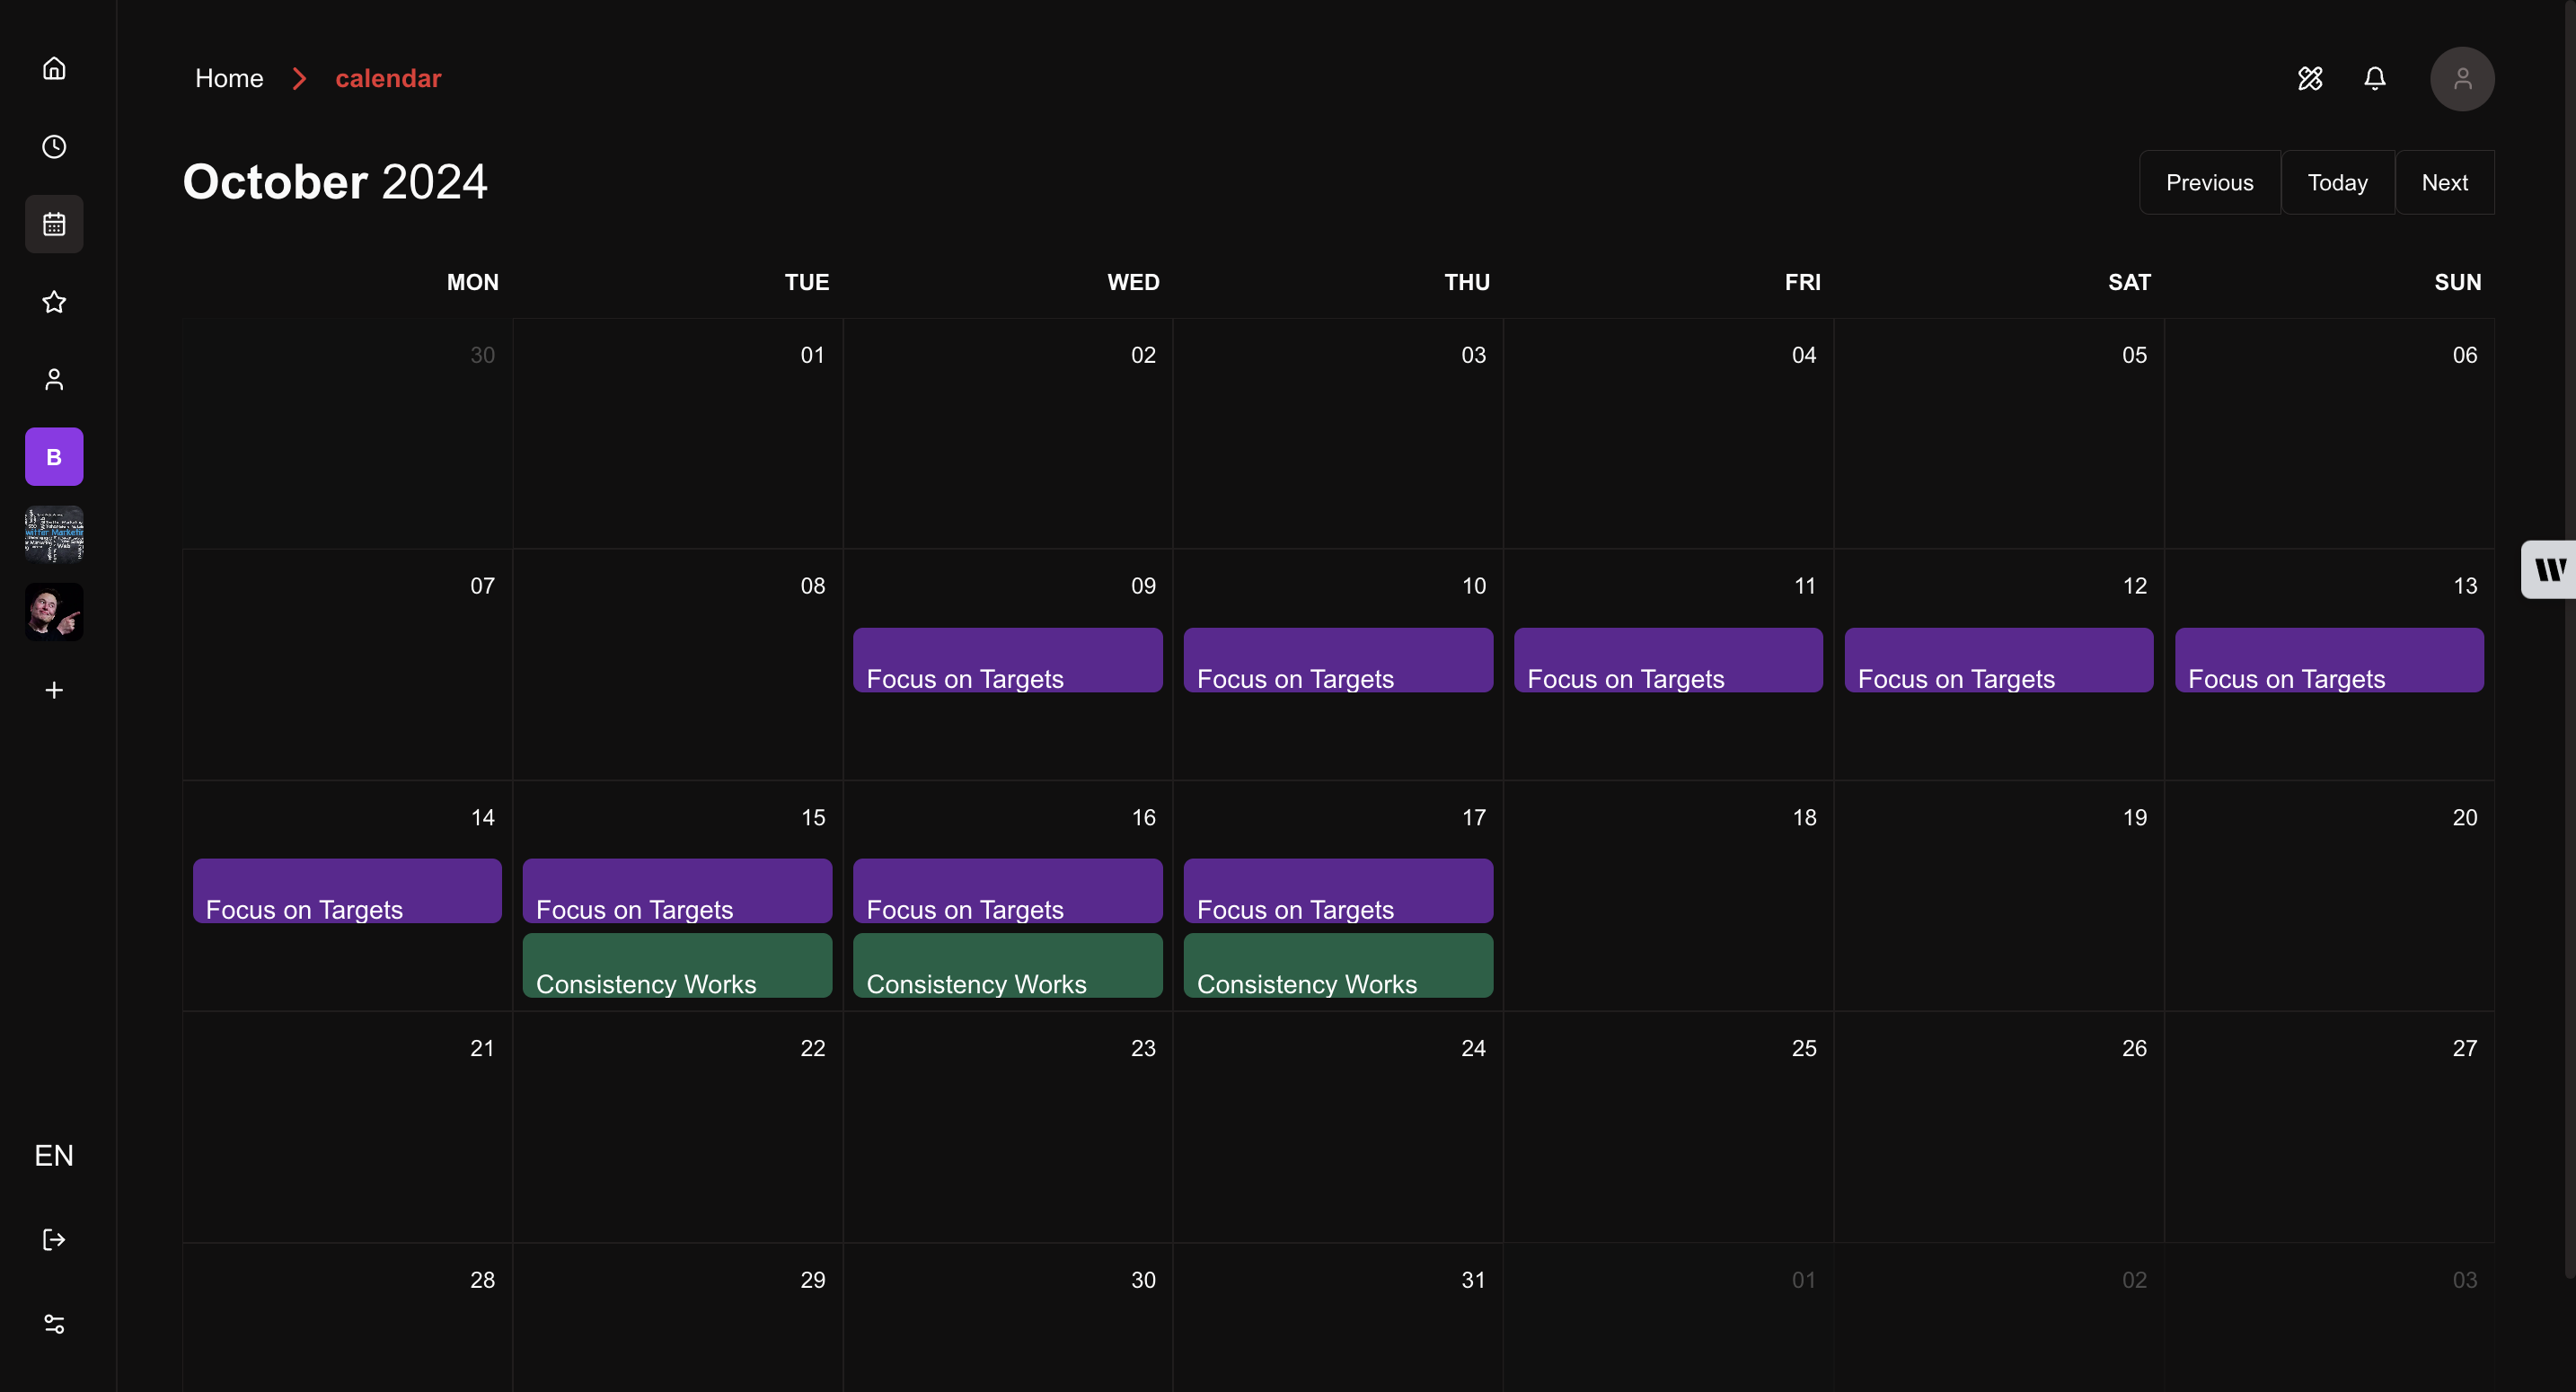 Home calendar
October 2024
Previous Today Next
MON TUE WED THU FRI SAT SUN
30 01 02 03 04 05 06
B
07 08 09 10 11 12 13
Focus on Targets Focus on Targets Focus on Targets Focus on Targets Focus on Targets
14 15 16 17 18 19 20
Focus on Targets Focus on Targets Focus on Targets Focus on Targets
Consistency Works Consistency Works Consistency Works
21 22 23 24 25 26 27
EN
28 29 30 31 01 02 03